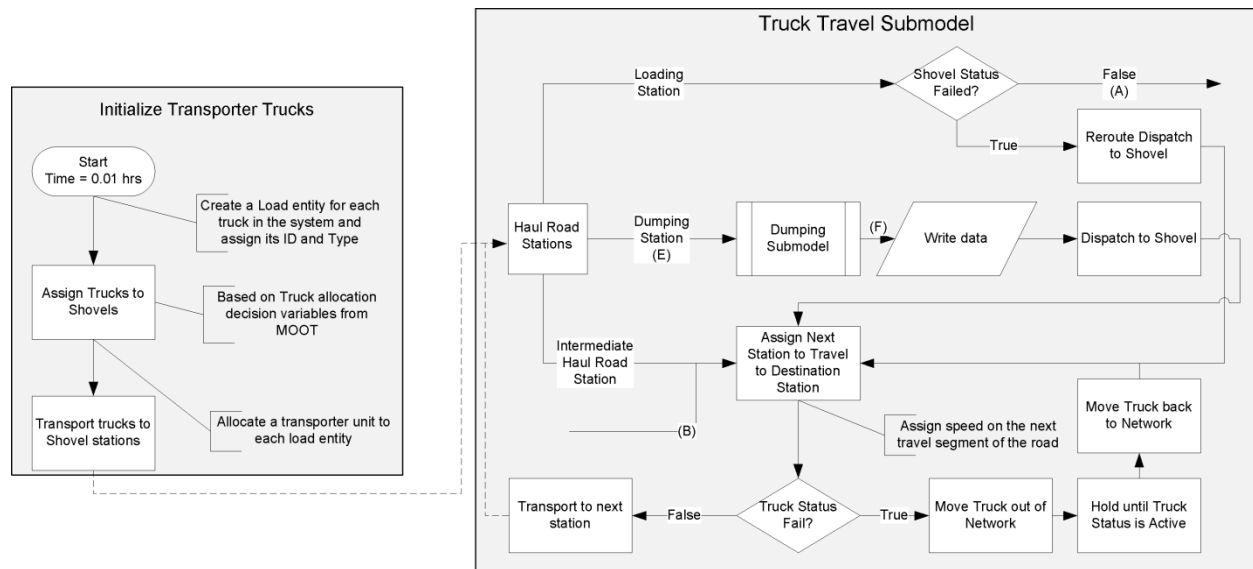 Truck Travel Submodel
Initialize Transporter Trucks
Start
Time = 0.01 hrs
Create a Load entity for each
truck in the system and
assign its ID and Type
Assign Trucks to
Shovels
Based on Truck allocation
decision variables from
MOOT
Transport trucks to
Shovel stations
Allocate a transporter unit to
each load entity
Loading
Station
Shovel Status
Failed?
False
(A)
True
Reroute Dispatch
to Shovel
Haul Road
Stations
Dumping
Station
(E)
Dumping
Submodel
(F)
Write data
Dispatch to Shovel
Intermediate
Haul Road
Station
(B)
Assign Next
Station to Travel
to Destination
Station
Assign speed on the next
travel segment of the road
Move Truck back
to Network
Transport to next
station
False
Truck Status
Fail?
True
Move Truck out of
Network
Hold until Truck
Status is Active